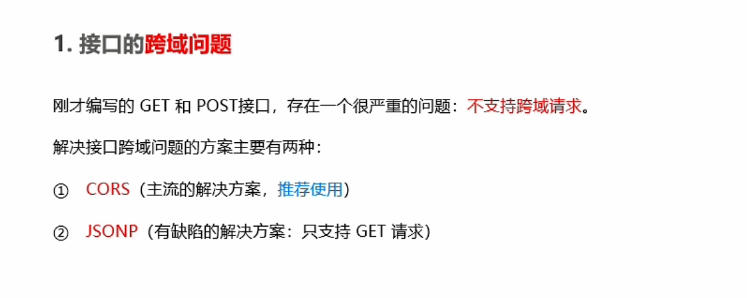 1. 接口的跨域问题
刚才编写的 GET 和 POST接口，存在一个很严重的问题：不支持跨域请求。
解决接口跨域问题的方案主要有两种：
① CORS（主流的解决方案，推荐使用）
② JSONP（有缺陷的解决方案：只支持 GET 请求）